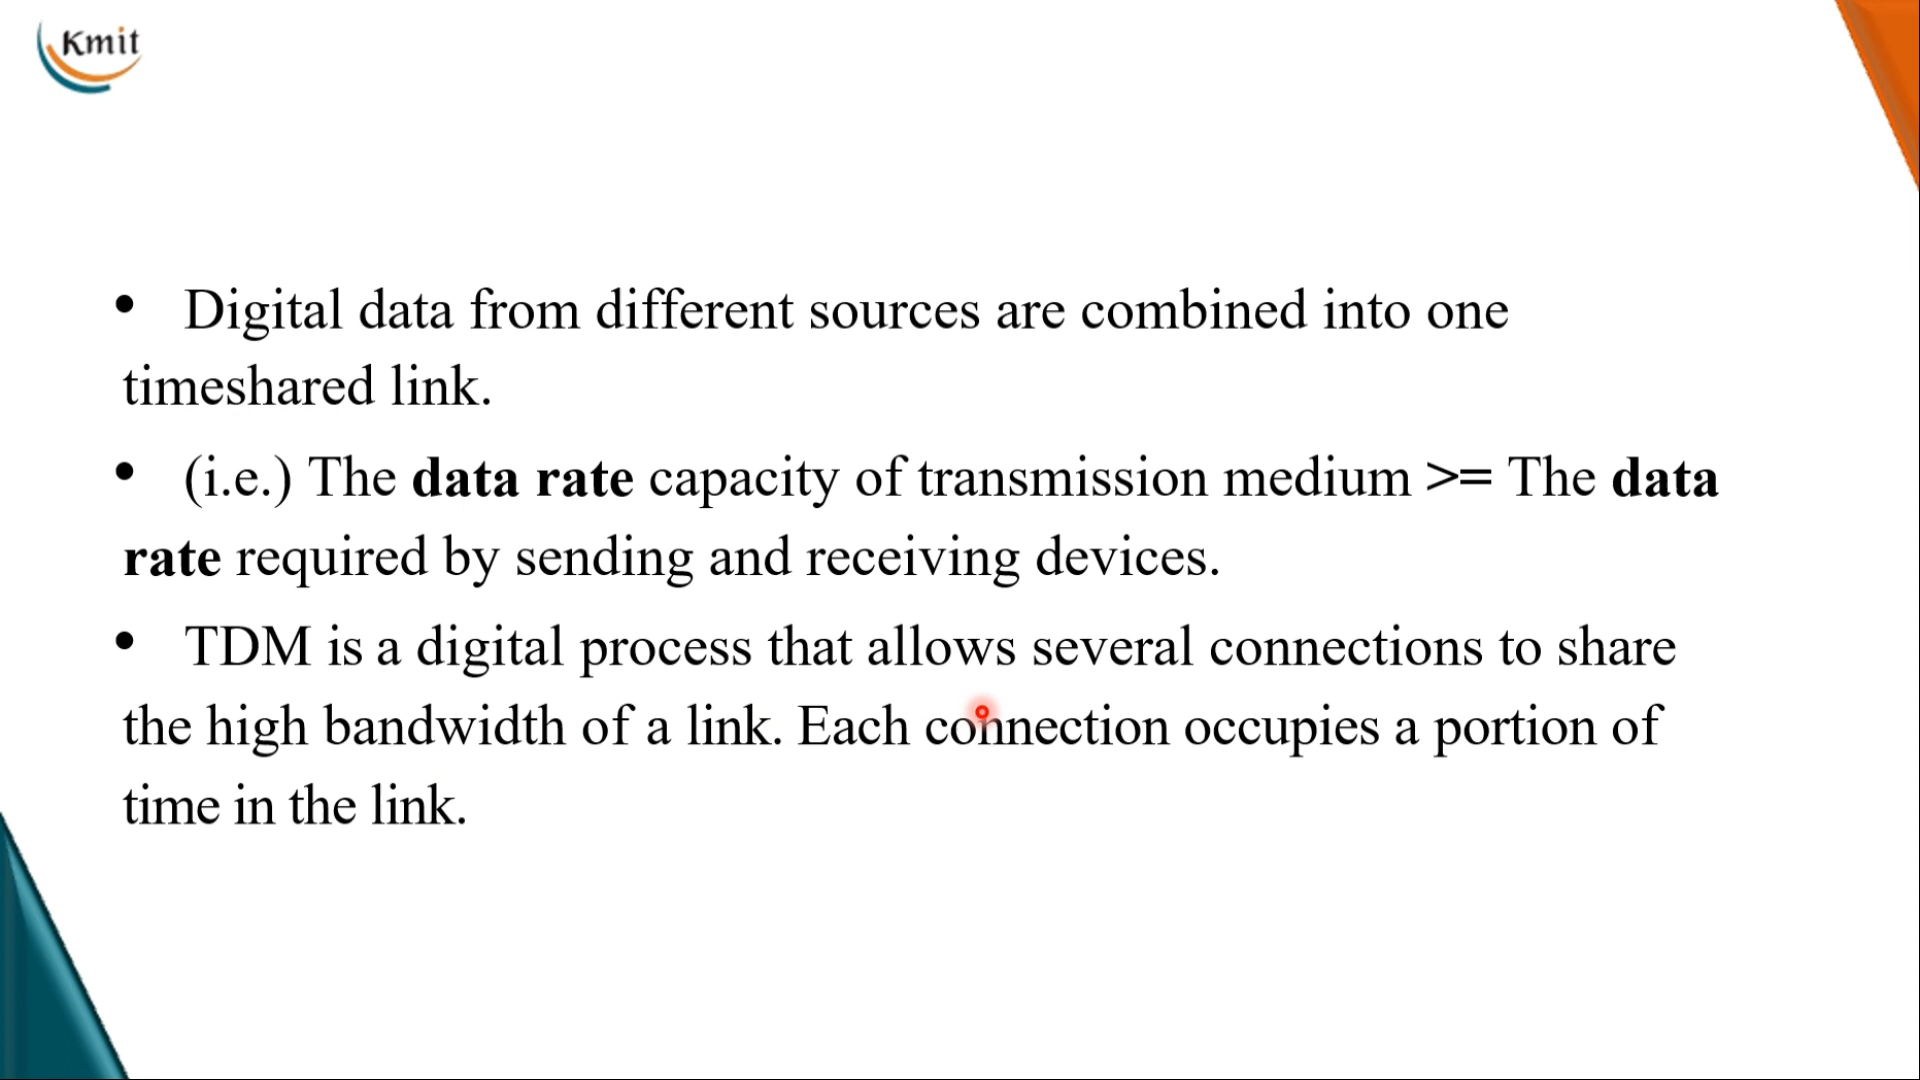 Kmit
• Digital data from different sources are combined into one
timeshared link.
• (i.e.) The data rate capacity of transmission medium >= The data
rate required by sending and receiving devices.
• TDM is a digital process that allows several connections to share
the high bandwidth of a link. Each connection occupies a portion of
time in the link.